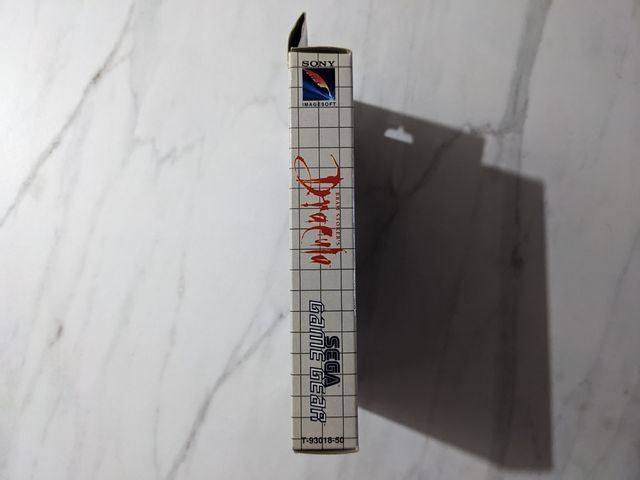 SONY
IMAGESOFT
BRAM STOKER'S
Dracula
SEGA
GAME GEAR
T-93018-50